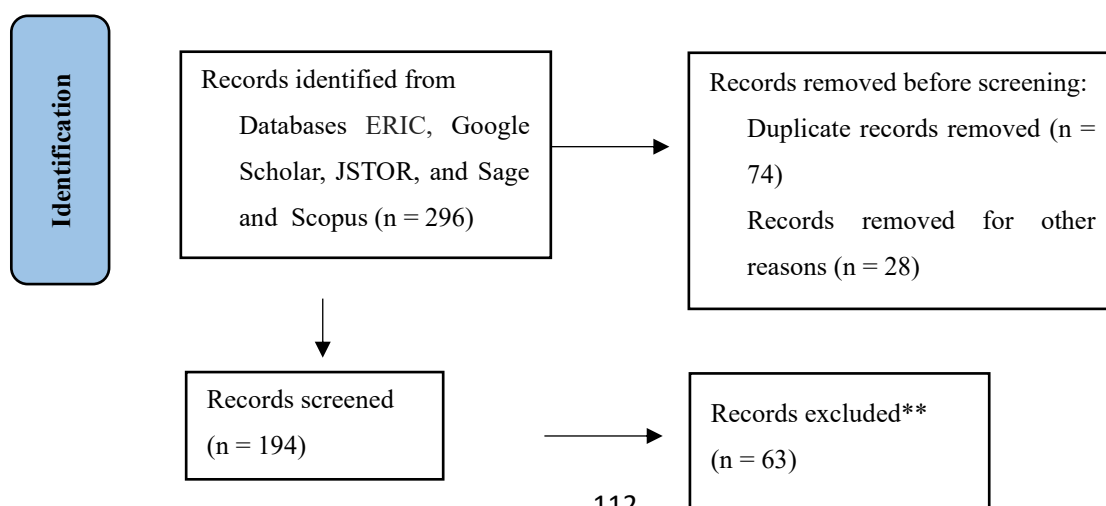 Identification
Records identified from
Databases ERIC, Google
Scholar, JSTOR, and Sage
and Scopus (n = 296)
Records removed before screening:
Duplicate records removed (n =
74)
Records removed for other
reasons (n = 28)
Records screened
(n = 194)
Records excluded**
(n = 63)
112